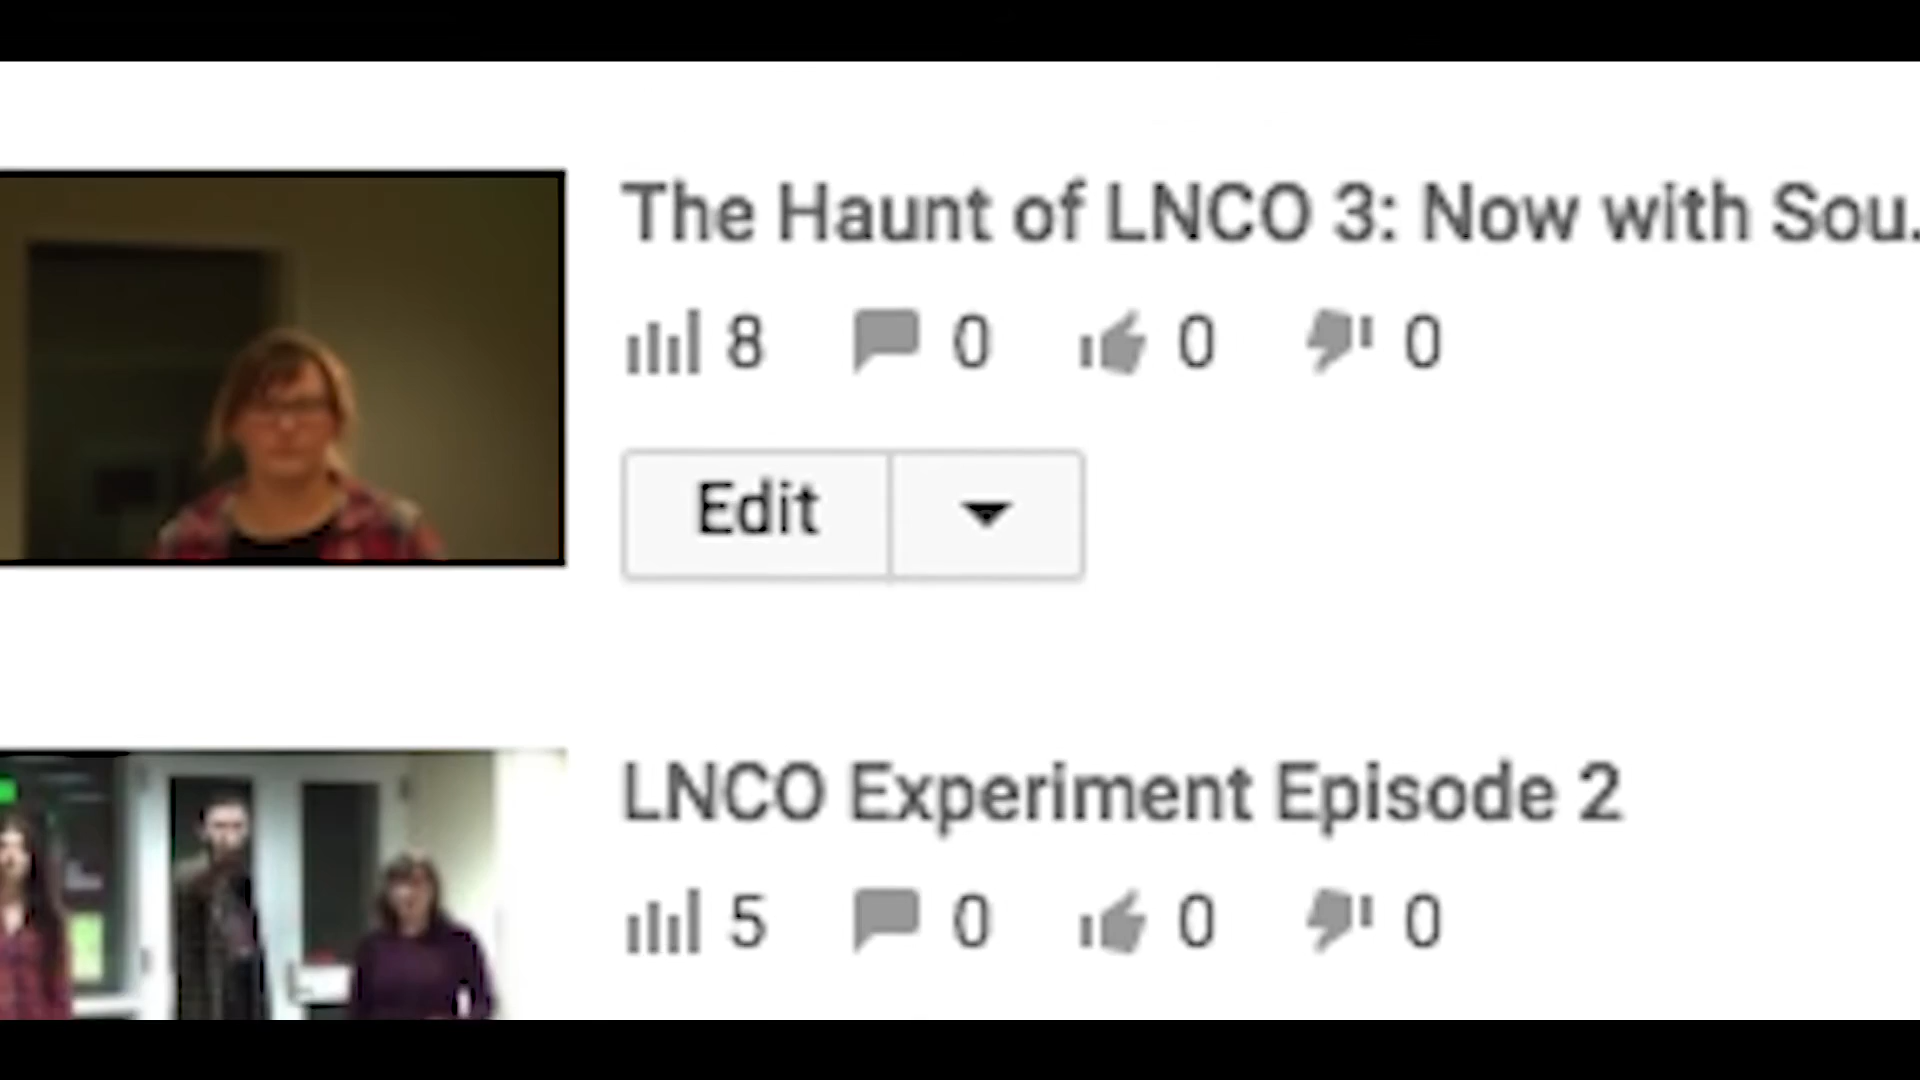 The Haunt of LNCO 3: Now with Sou.
8 0 0 0
Edit
LNCO Experiment Episode 2
5 0 0 0